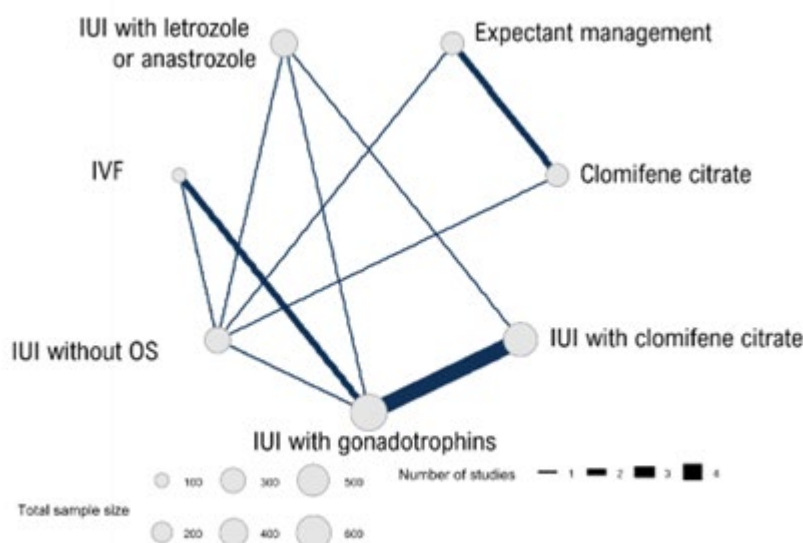 IUI with letrozole
or anastrozole
Expectant management
IVF
Clomifene citrate
IUI without OS
IUI with clomifene citrate
IUI with gonadotrophins
Total sample size
100
300
500
200
400
600
Number of studies
1
2
3
4